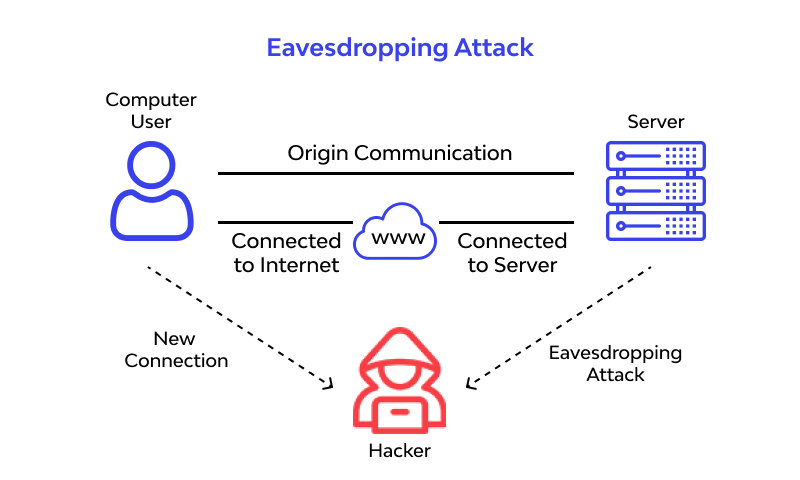 Eavesdropping Attack
Computer
User
Server
Origin Communication
www
Connected
to Internet
Connected
to Server
New
Connection
Eavesdropping
Attack
Hacker